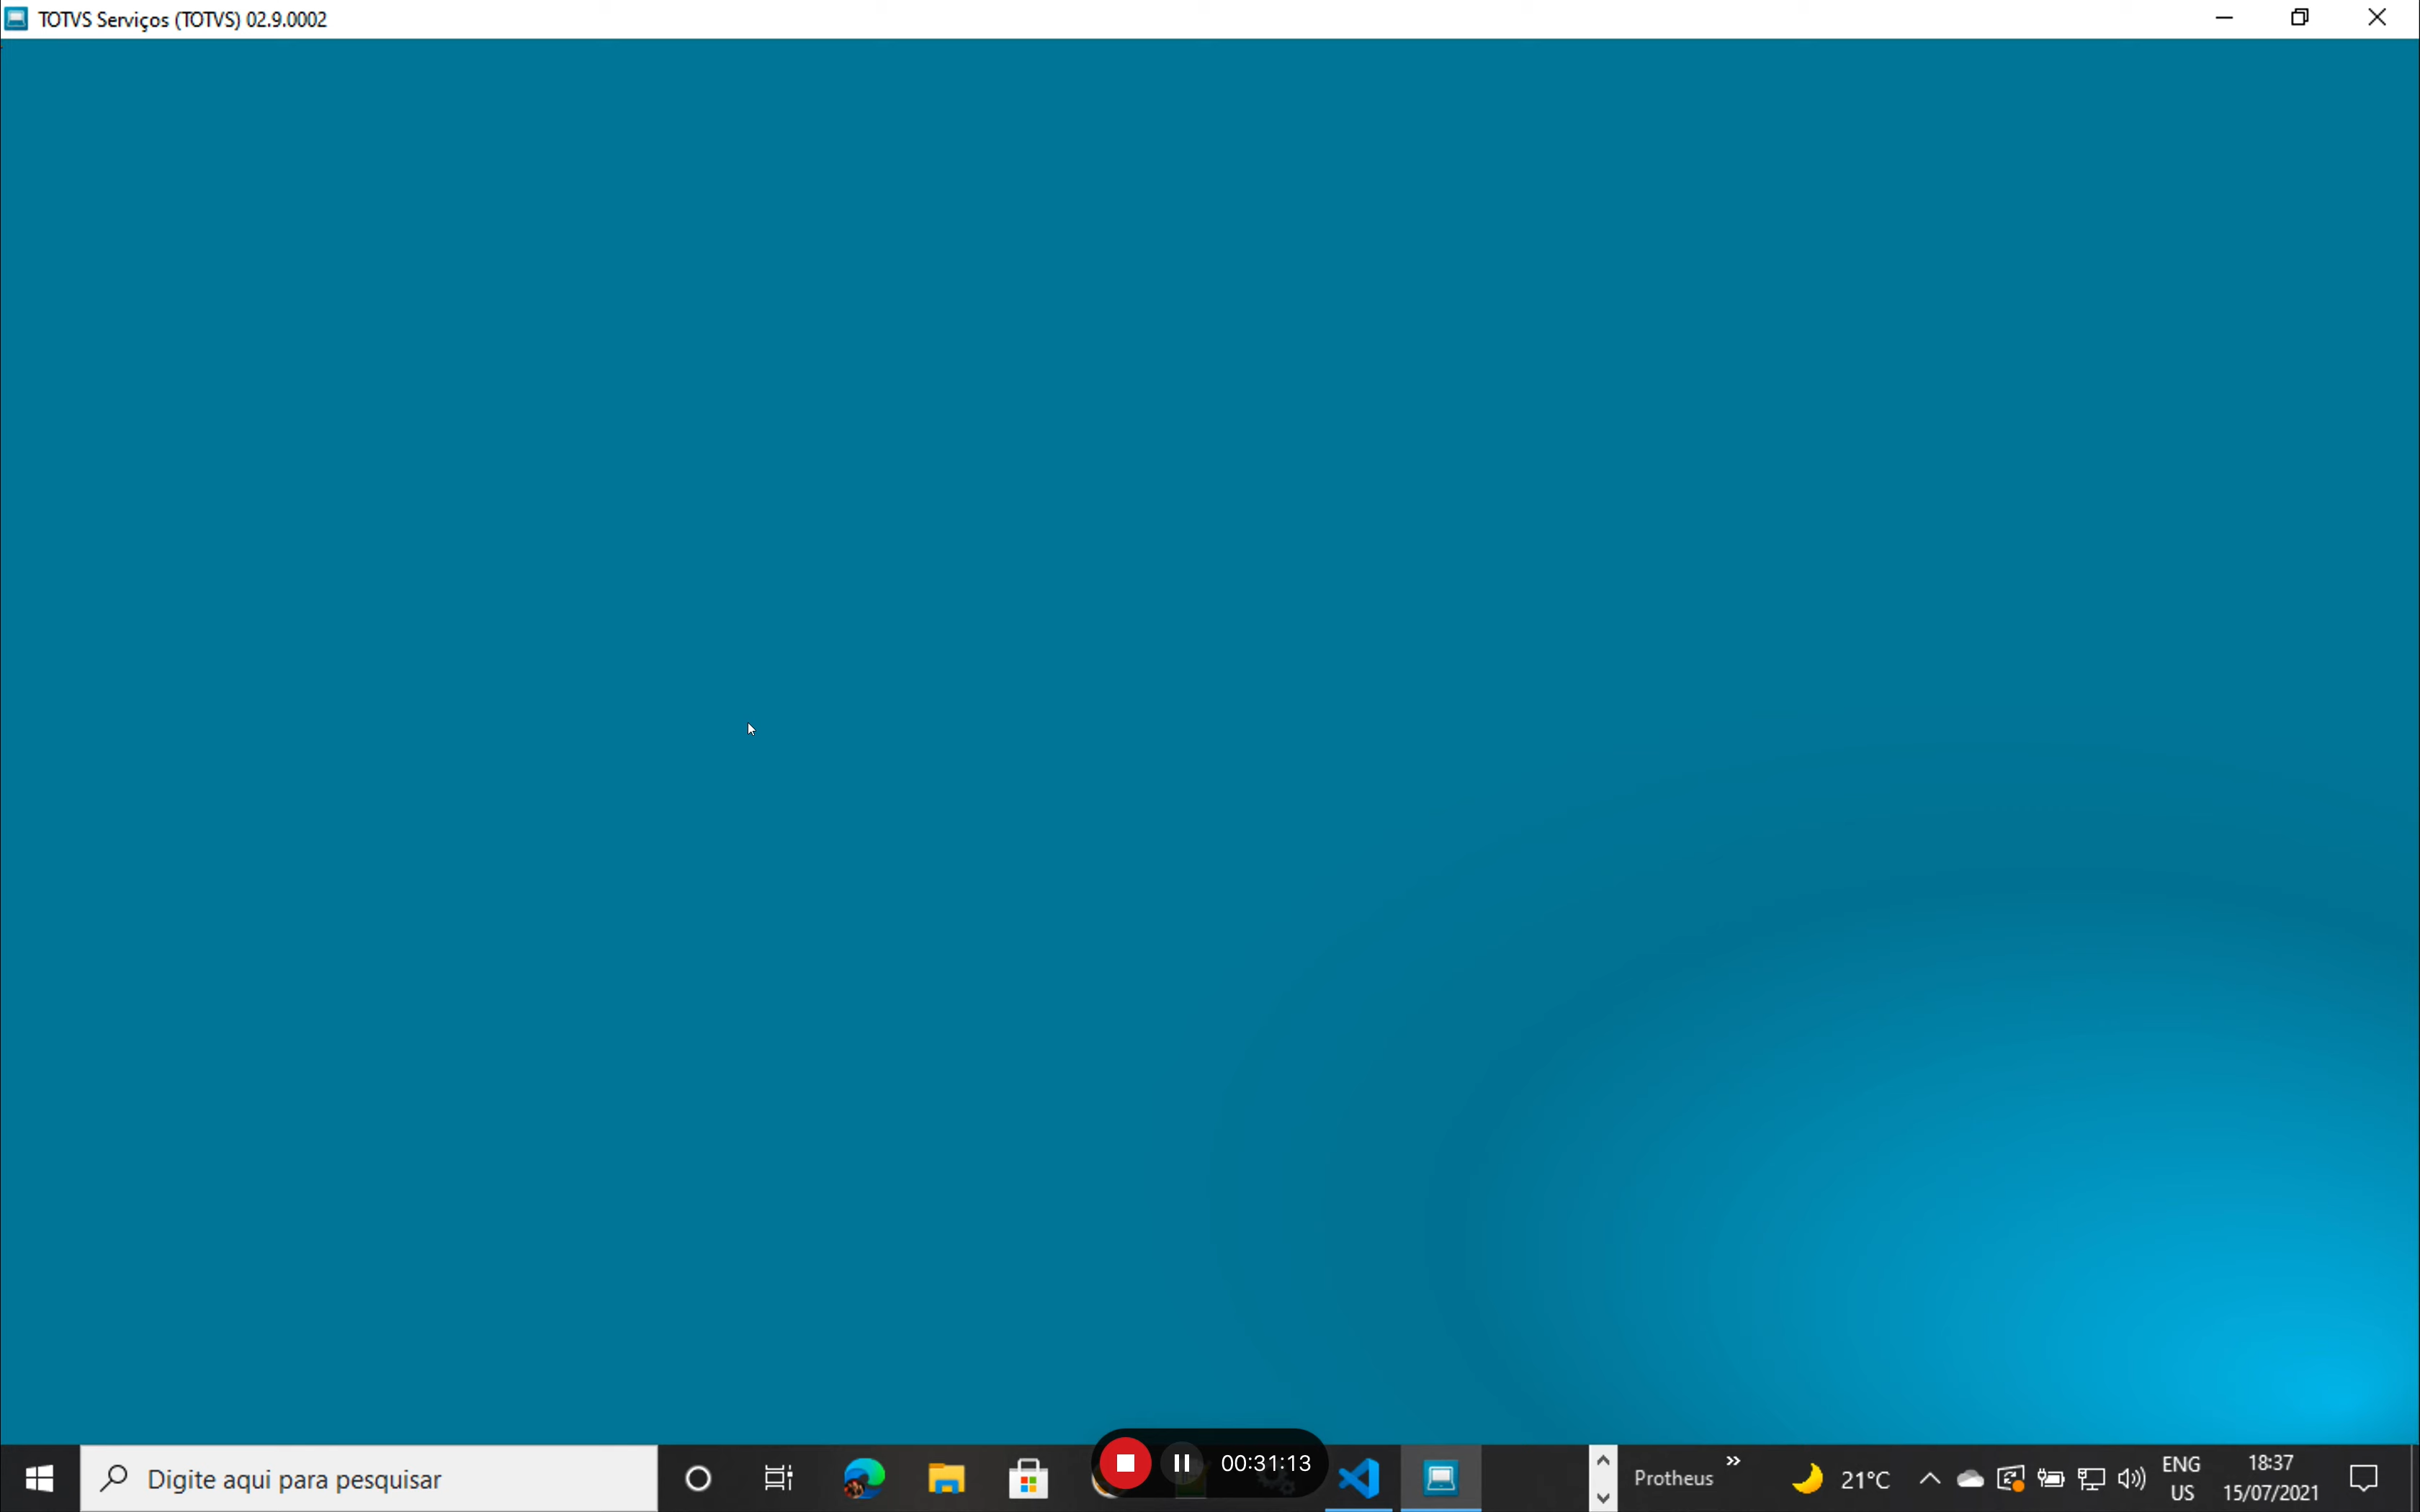 TOTVS Serviços (TOTVS) 02.9.0002
Digite aqui para pesquisar
00:31:13
Protheus
21°C
ENG
US
18:37
15/07/2021